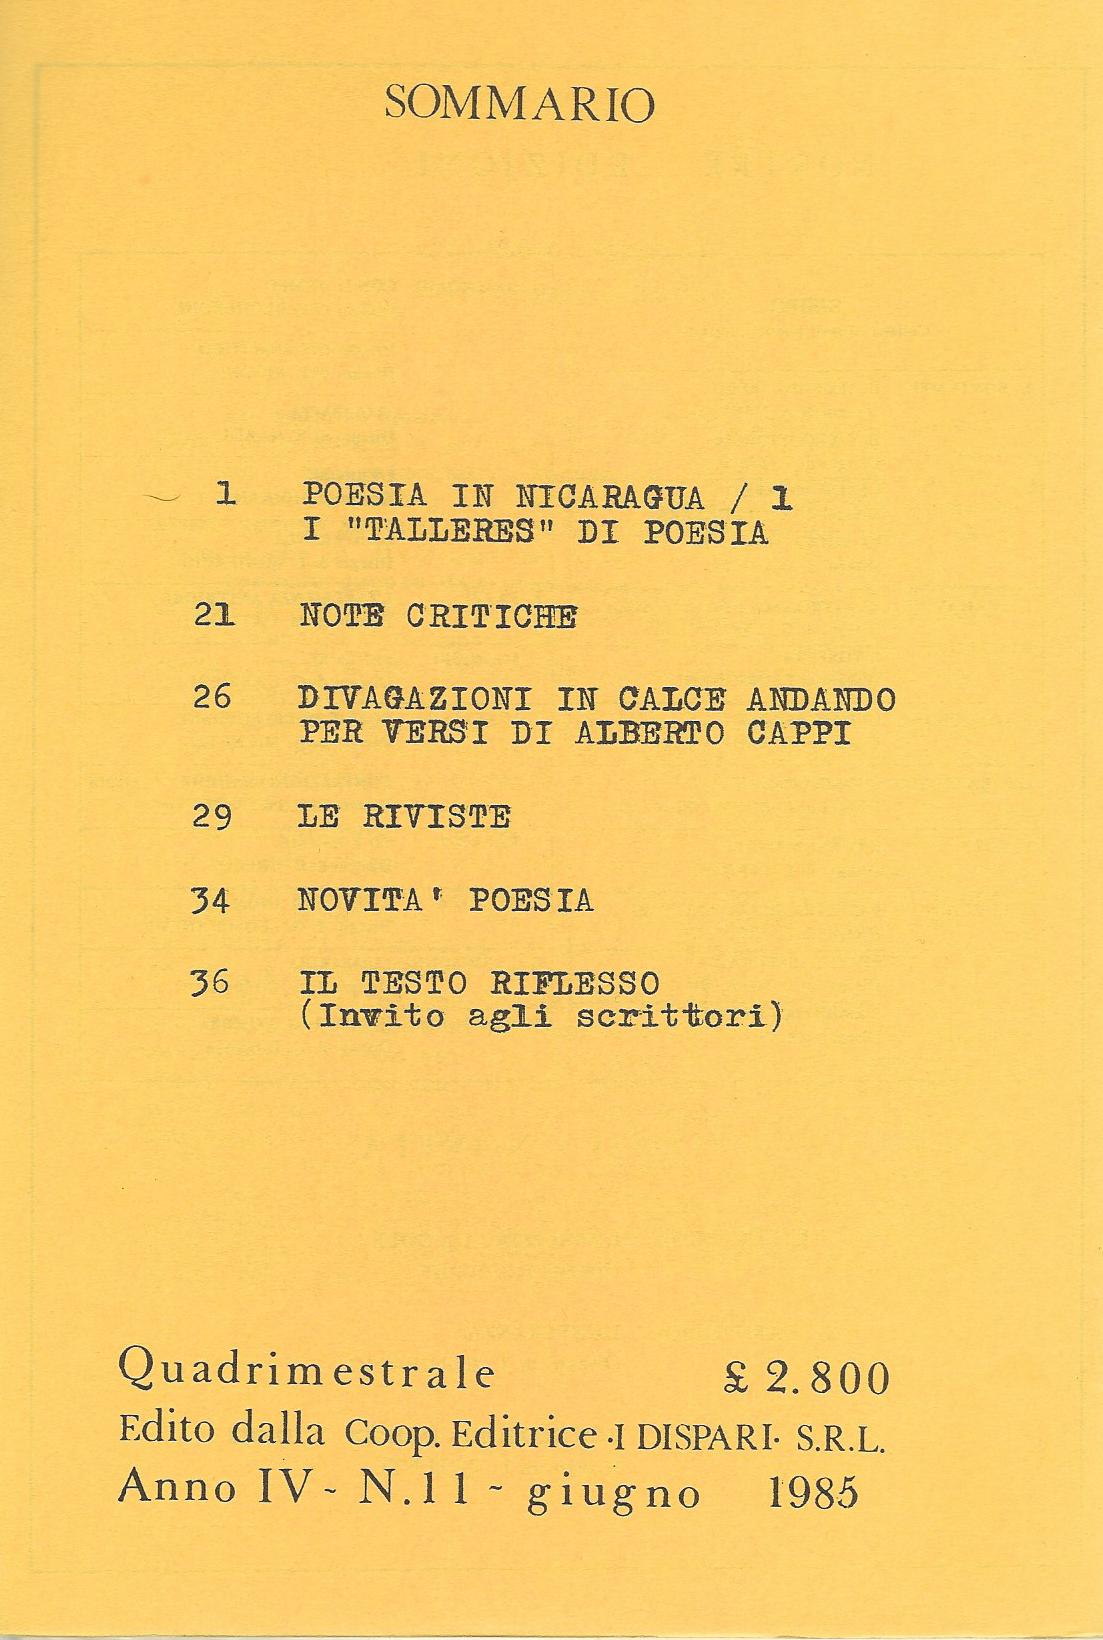 SOMMARIO
1 POESIA IN NICARAGUA / 1
I "TALLERES" DI POESIA
21 NOTE CRITICHE
26 DIVAGAZIONI IN CALCE ANDANDO
PER VERSI DI ALBERTO CAPPI
29 LE RIVISTE
34 NOVITA' POESIA
36 IL TESTO RIFLESSO
(Invito agli scrittori)
Quadrimestrale £ 2.800
Edito dalla Coop. Editrice ·I DISPARI· S.R.L.
Anno IV - N.11 - giugno 1985